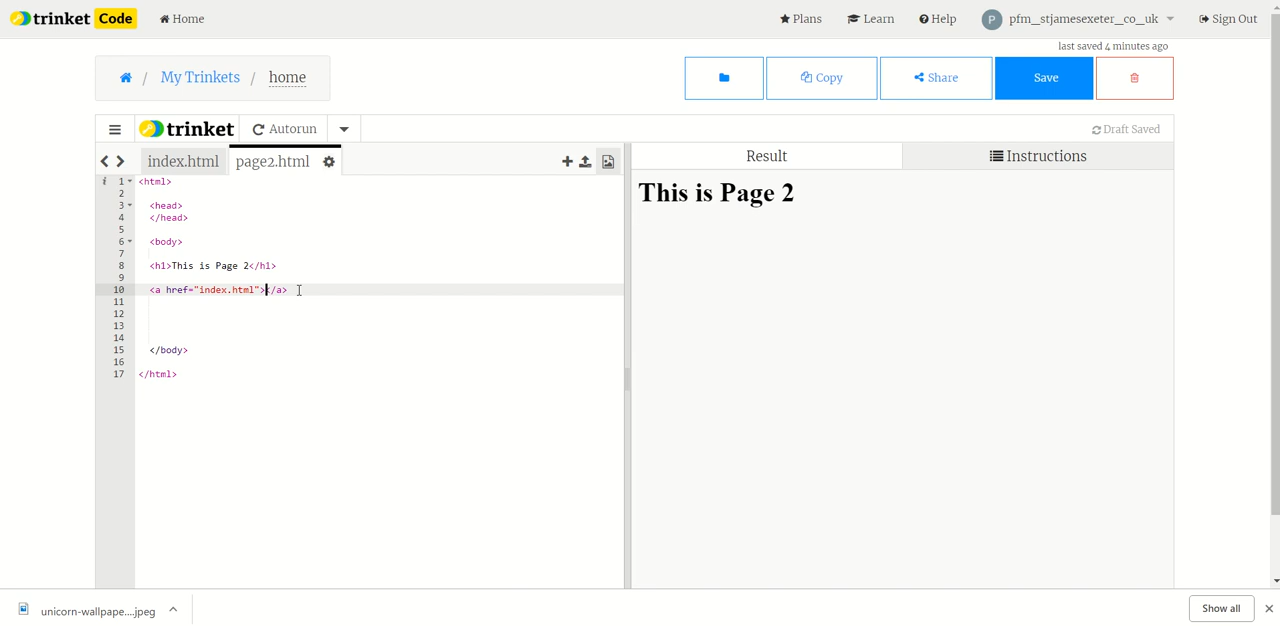 trinket Code Home Plans Learn Help pfm_stjamesexeter_co_uk Sign Out
last saved 4 minutes ago
/ My Trinkets / home Copy Share Save
trinket Autorun Draft Saved
index.html page2.html Result Instructions
i 1 <html>
2
3 <head>
4 </head>
5
6 <body>
7
8 <h1>This is Page 2</h1>
9
10 <a href="index.html"></a>
11
12
13
14
15 </body>
16
17 </html>
This is Page 2
unicorn-wallpape....jpeg Show all